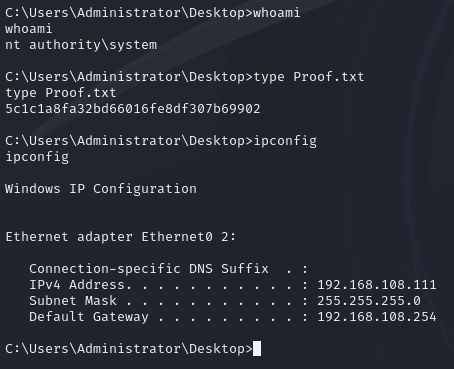 C:\Users\Administrator\Desktop>whoami
whoami
nt authority\system
C:\Users\Administrator\Desktop>type Proof.txt
type Proof.txt
5c1c1a8fa32bd66016fe8df307b69902
C:\Users\Administrator\Desktop>ipconfig
ipconfig
Windows IP Configuration
Ethernet adapter Ethernet0 2:
   Connection-specific DNS Suffix  . :
   IPv4 Address. . . . . . . . . . . : 192.168.108.111
   Subnet Mask . . . . . . . . . . . : 255.255.255.0
   Default Gateway . . . . . . . . . : 192.168.108.254
C:\Users\Administrator\Desktop>